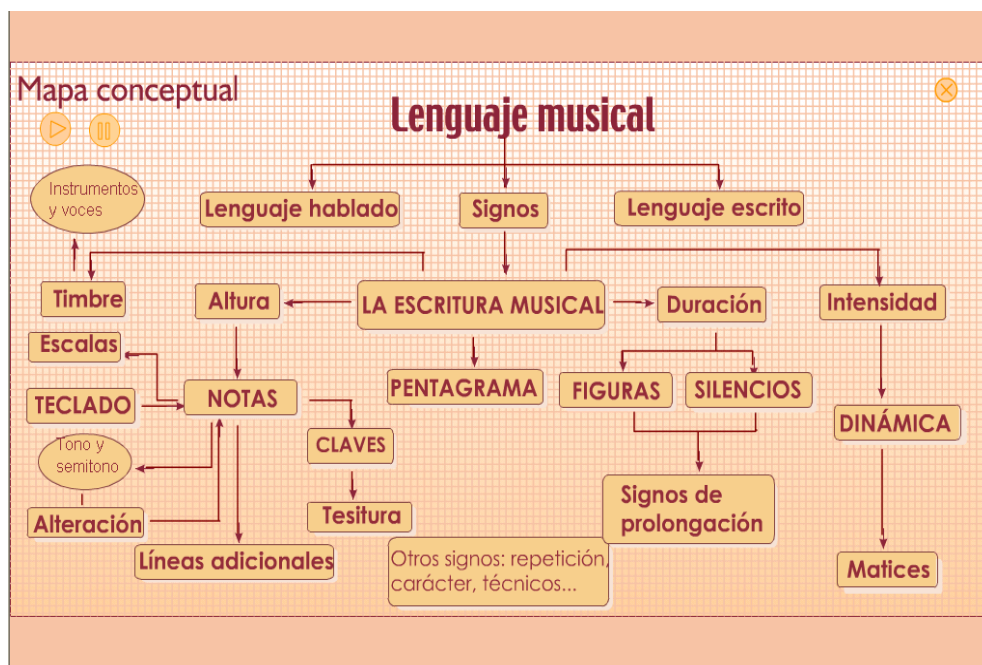 Mapa conceptual
Lenguaje musical
Instrumentos
y voces
Lenguaje hablado
Signos
Lenguaje escrito
Timbre
Altura
LA ESCRITURA MUSICAL
Duración
Intensidad
Escalas
PENTAGRAMA
FIGURAS
SILENCIOS
TECLADO
NOTAS
DINÁMICA
CLAVES
Tono y
semitono
Alteración
Tesitura
Signos de
prolongación
Líneas adicionales
Otros signos: repetición,
carácter, técnicos...
Matices